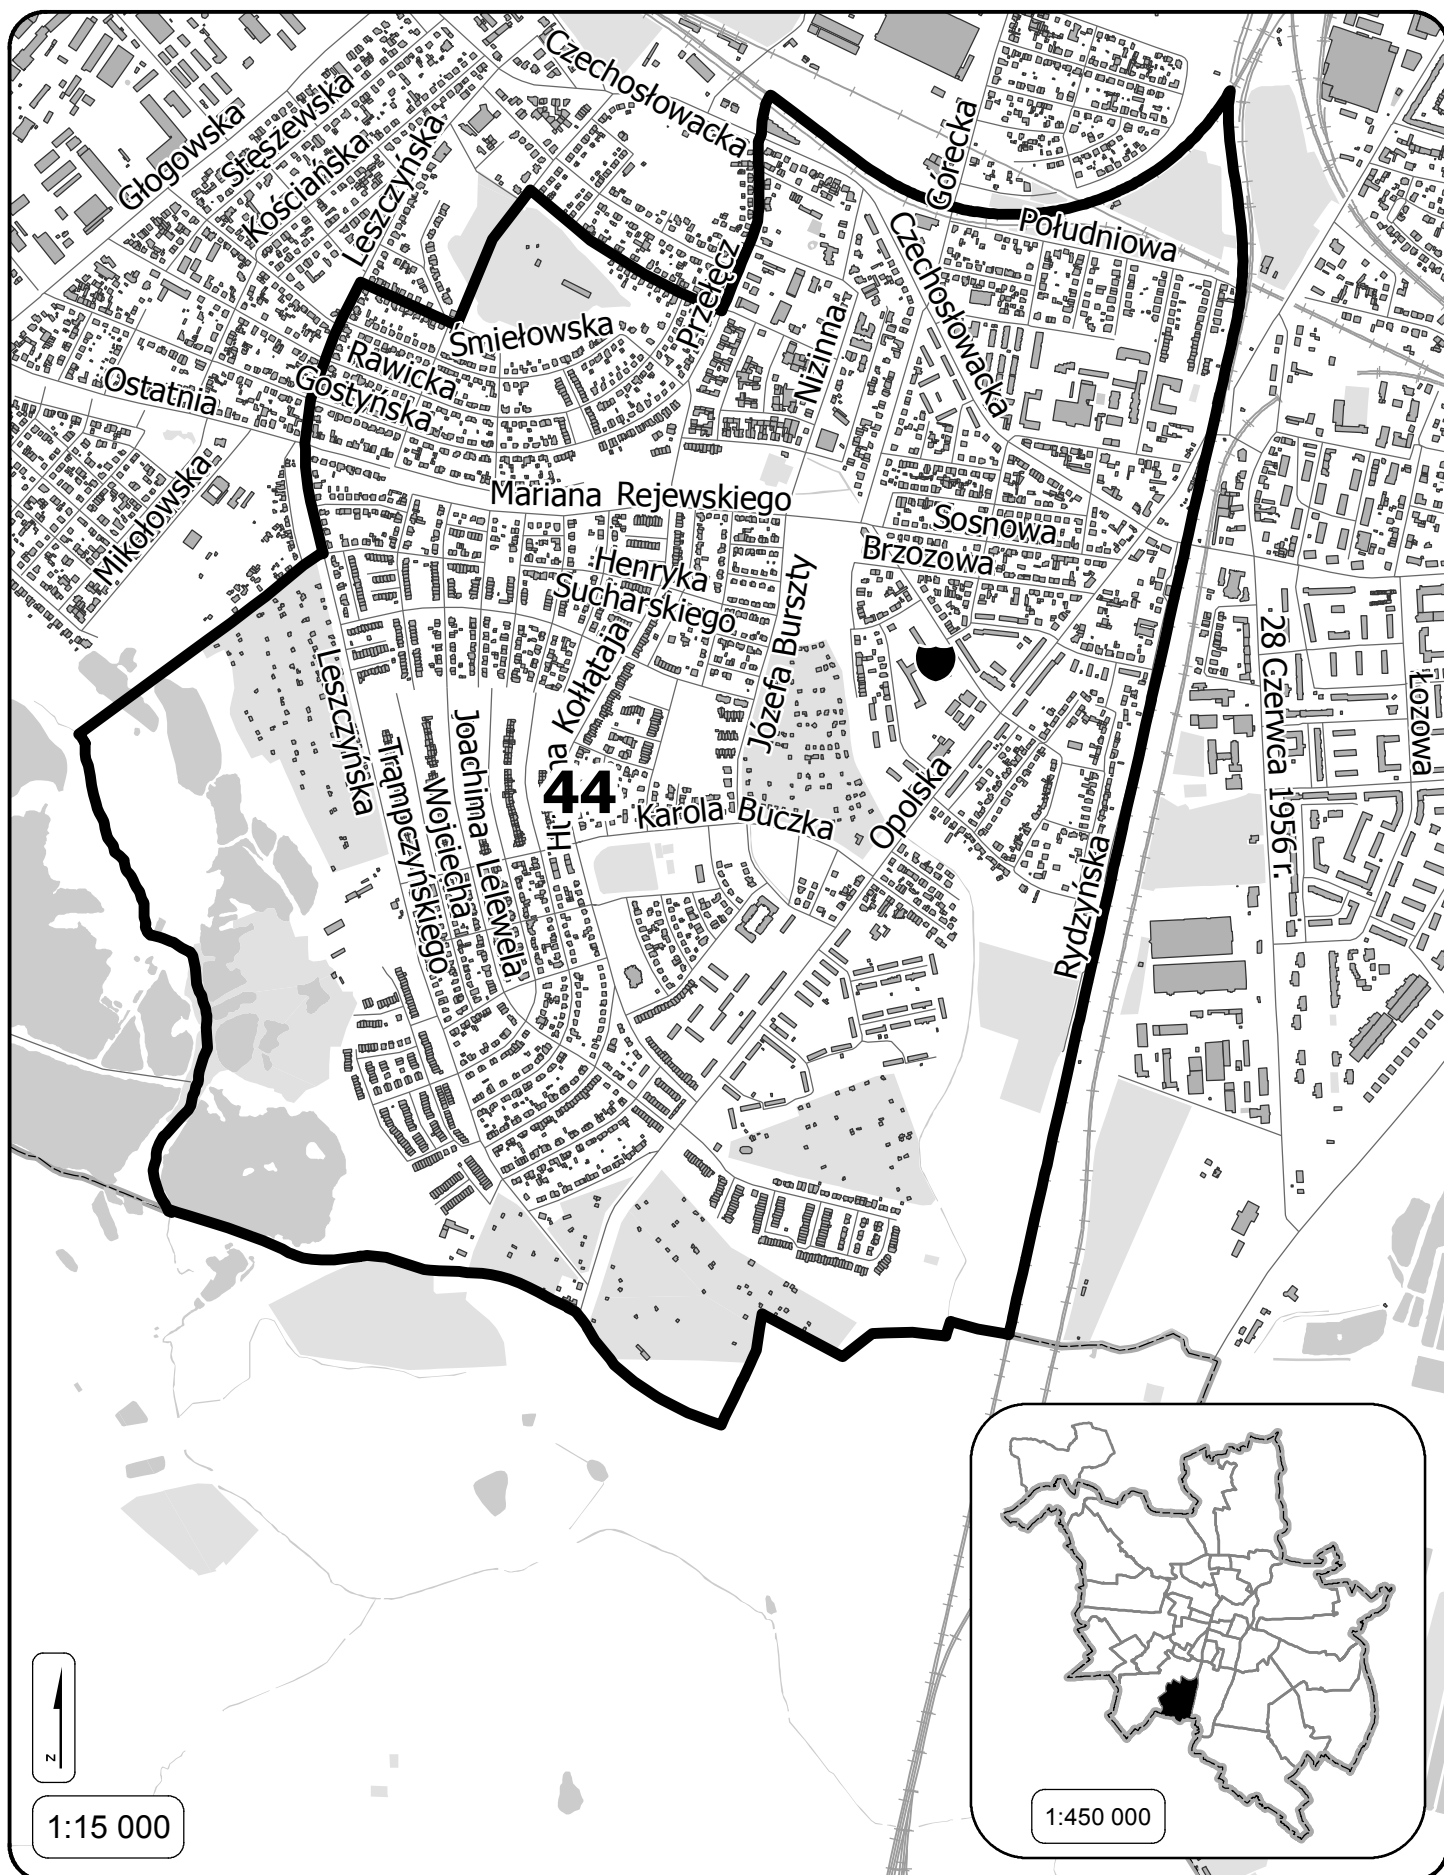 Czechosłowacka
Głogowska
Stęszewska
Kościańska
Leszczyńska
Górecka
Południowa
Przełęcz
Czechosłowacka
Nizinna
Śmiełowska
Rawicka
Gostyńska
Ostatnia
Mikołowska
Mariana Rejewskiego
Sosnowa
Brzozowa
Henryka
Sucharskiego
Józefa Burszty
28 Czerwca 1956 r.
Łozowa
Leszczyńska
Trąmpczyńskiego
Wojciecha
Joachima Lelewela
Kołłątaja
44
Karola Buczka
Opolska
Rydzyńska
N
1:15 000
1:450 000